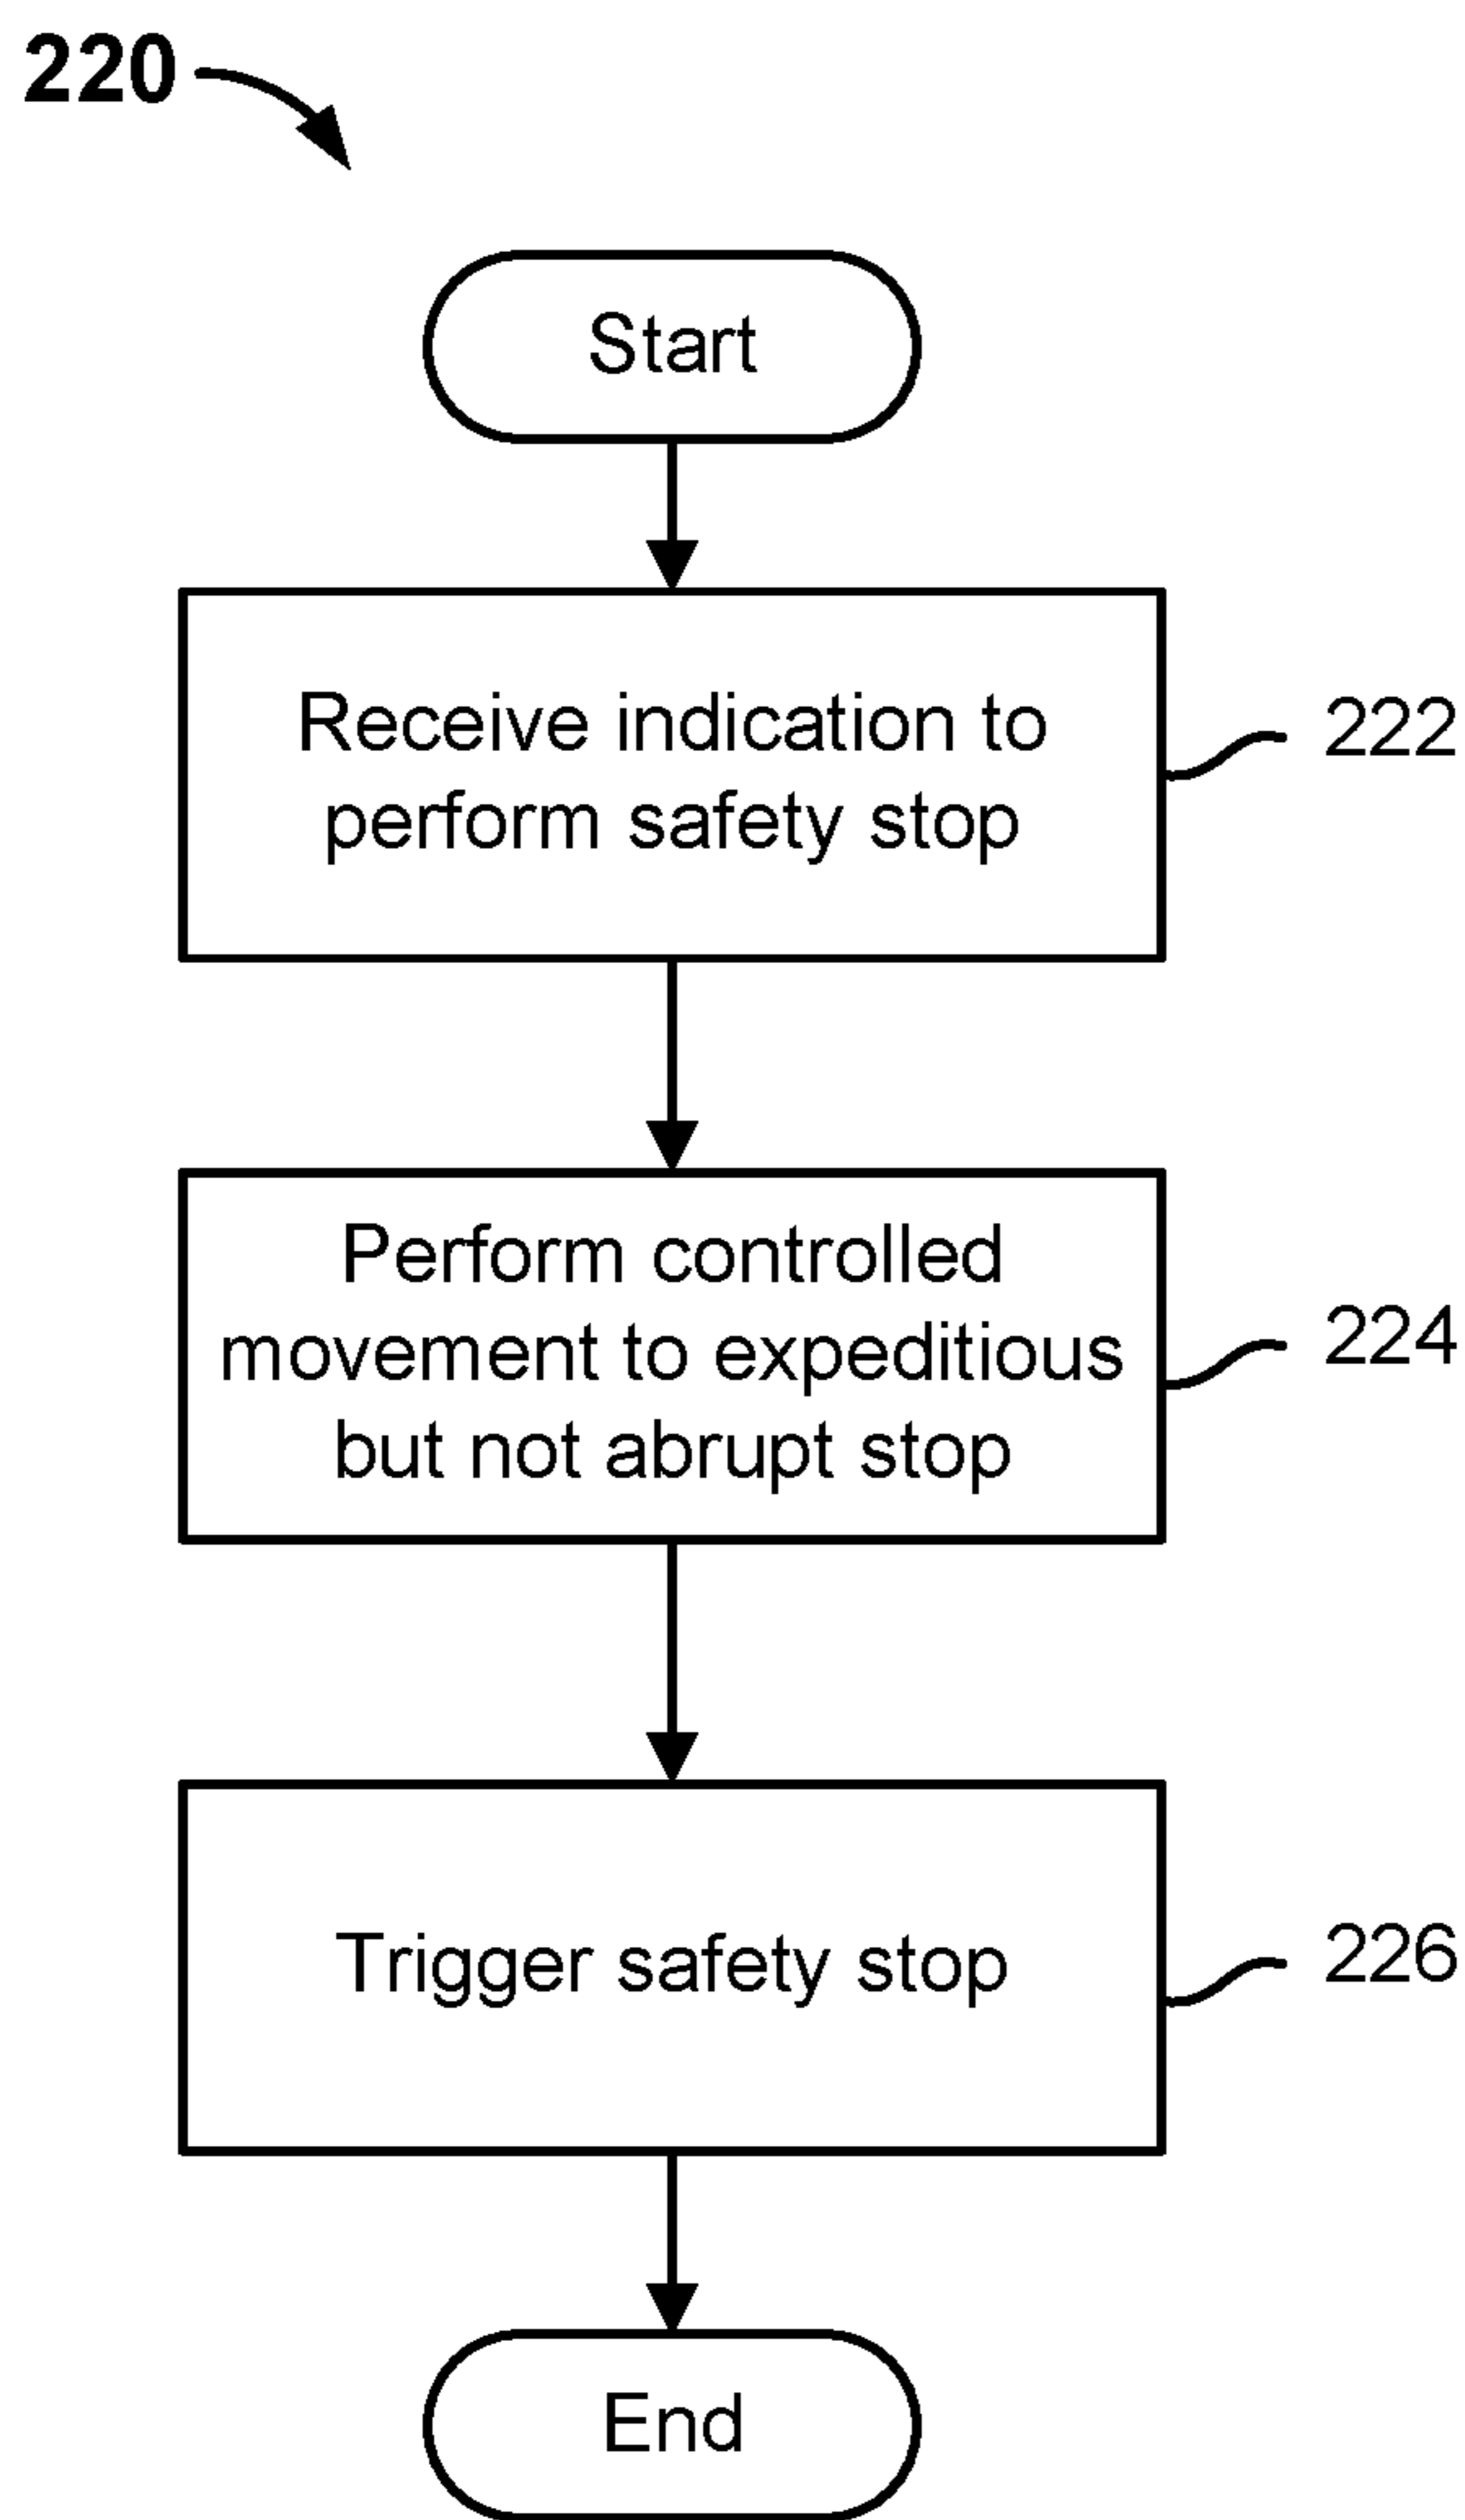 220
Start
Receive indication to
perform safety stop
222
Perform controlled
movement to expeditious
but not abrupt stop
224
Trigger safety stop
226
End